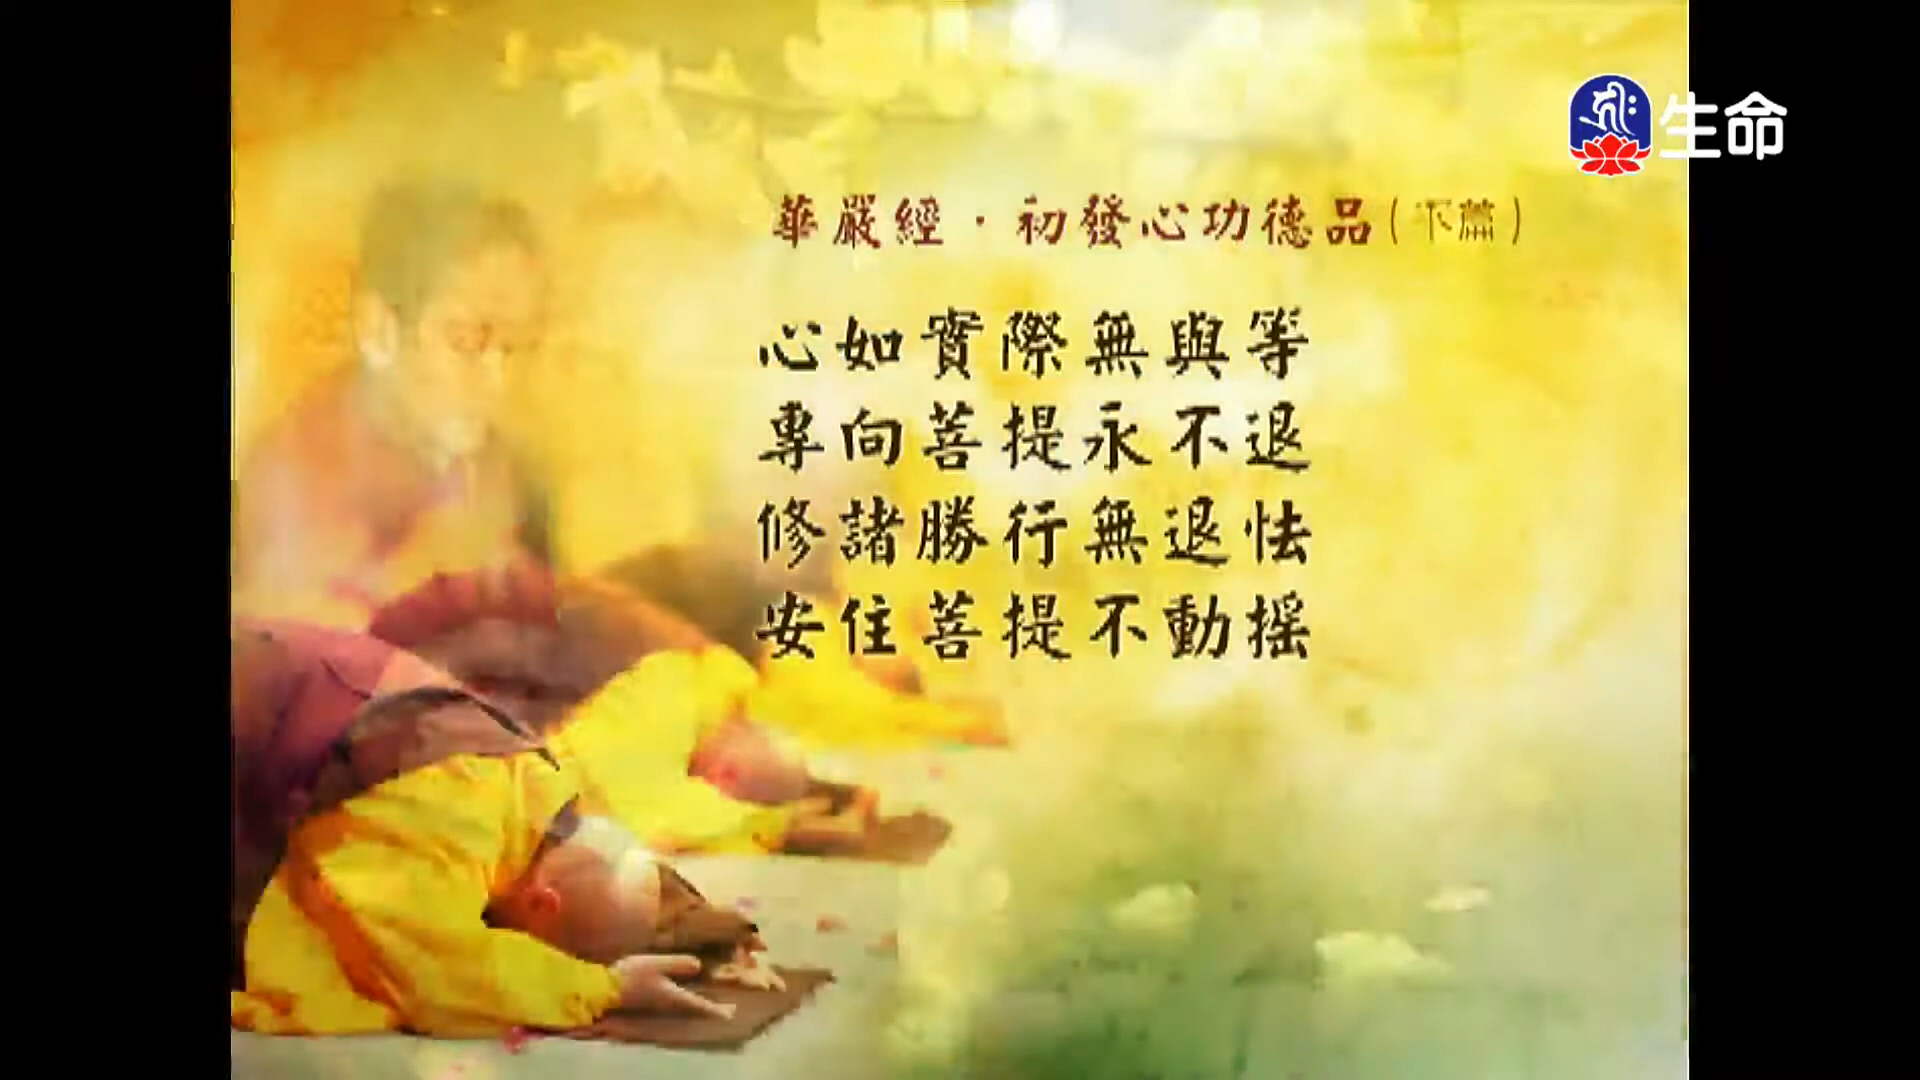 生命
華嚴經・初發心功德品(下篇)
心如實際無與等
專向菩提永不退
修諸勝行無退怯
安住菩提不動搖